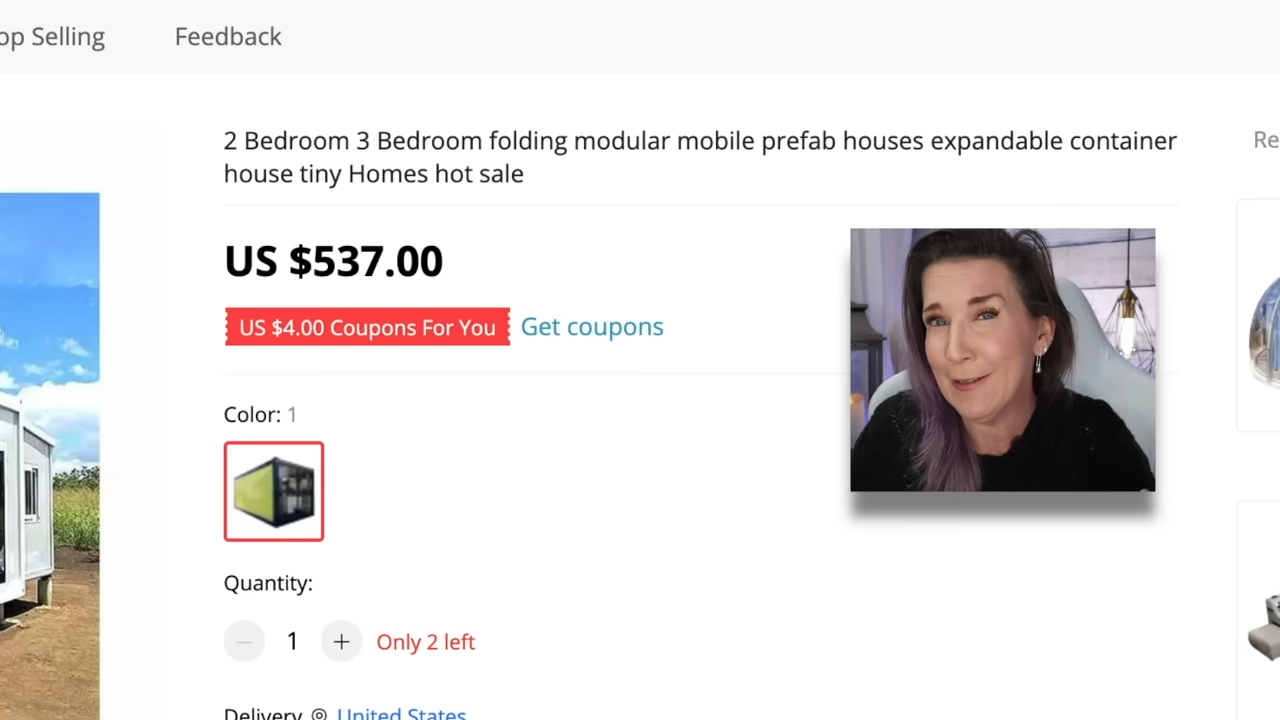 op Selling
Feedback
2 Bedroom 3 Bedroom folding modular mobile prefab houses expandable container
house tiny Homes hot sale
Re
US $537.00
US $4.00 Coupons For You
Get coupons
Color: 1
Quantity:
1
Only 2 left
Delivery
United States